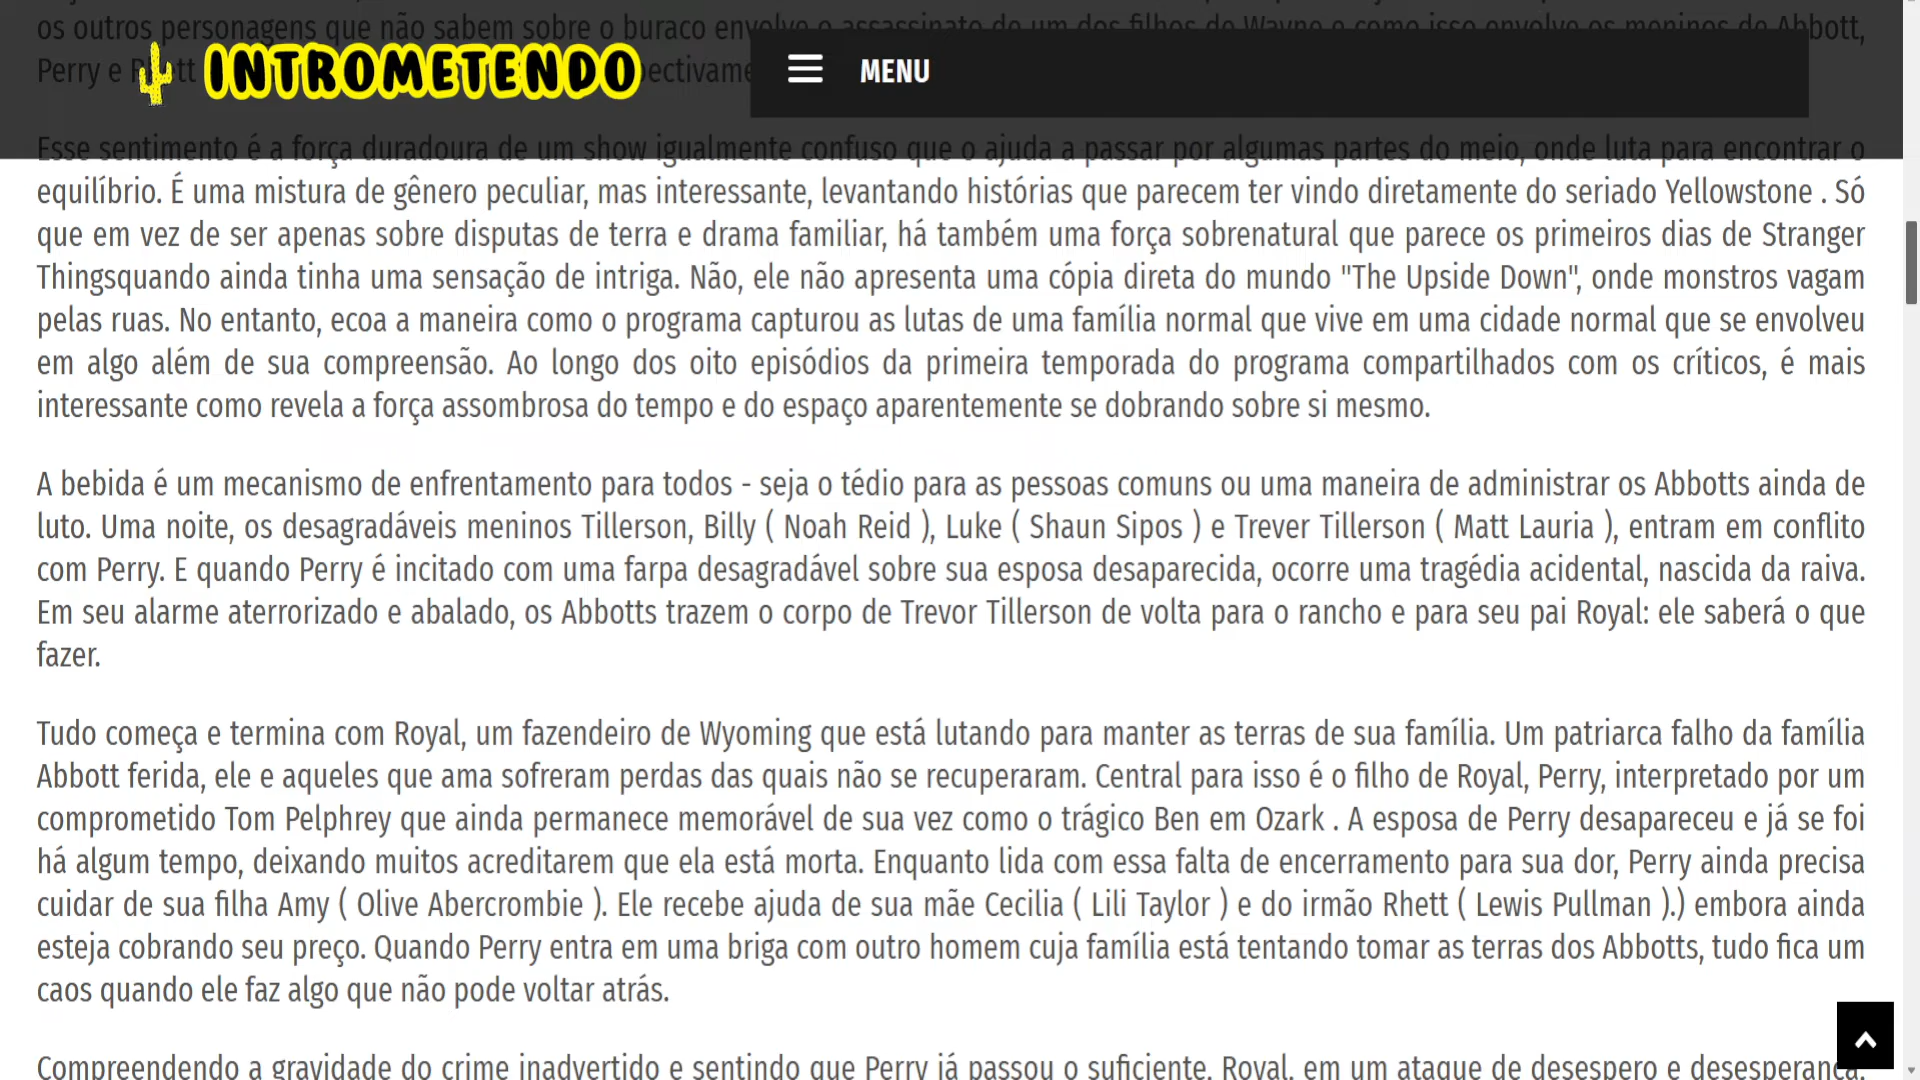 os outros personagens que não sabem sobre o buraco envolve o assassinato de um dos filhos de Wayne e como isso envolve os meninos de Abbott,
Perry e Rhett
INTROMETENDO
MENU
Esse sentimento é a força duradoura de um show igualmente confuso que o ajuda a passar por algumas partes do meio, onde luta para encontrar o
equilíbrio. É uma mistura de gênero peculiar, mas interessante, levantando histórias que parecem ter vindo diretamente do seriado Yellowstone . Só
que em vez de ser apenas sobre disputas de terra e drama familiar, há também uma força sobrenatural que parece os primeiros dias de Stranger
Thingsquando ainda tinha uma sensação de intriga. Não, ele não apresenta uma cópia direta do mundo "The Upside Down", onde monstros vagam
pelas ruas. No entanto, ecoa a maneira como o programa capturou as lutas de uma família normal que vive em uma cidade normal que se envolveu
em algo além de sua compreensão. Ao longo dos oito episódios da primeira temporada do programa compartilhados com os críticos, é mais
interessante como revela a força assombrosa do tempo e do espaço aparentemente se dobrando sobre si mesmo.
A bebida é um mecanismo de enfrentamento para todos - seja o tédio para as pessoas comuns ou uma maneira de administrar os Abbotts ainda de
luto. Uma noite, os desagradáveis meninos Tillerson, Billy ( Noah Reid ), Luke ( Shaun Sipos ) e Trever Tillerson ( Matt Lauria ), entram em conflito
com Perry. E quando Perry é incitado com uma farpa desagradável sobre sua esposa desaparecida, ocorre uma tragédia acidental, nascida da raiva.
Em seu alarme aterrorizado e abalado, os Abbotts trazem o corpo de Trevor Tillerson de volta para o rancho e para seu pai Royal: ele saberá o que
fazer.
Tudo começa e termina com Royal, um fazendeiro de Wyoming que está lutando para manter as terras de sua família. Um patriarca falho da família
Abbott ferida, ele e aqueles que ama sofreram perdas das quais não se recuperaram. Central para isso é o filho de Royal, Perry, interpretado por um
comprometido Tom Pelphrey que ainda permanece memorável de sua vez como o trágico Ben em Ozark . A esposa de Perry desapareceu e já se foi
há algum tempo, deixando muitos acreditarem que ela está morta. Enquanto lida com essa falta de encerramento para sua dor, Perry ainda precisa
cuidar de sua filha Amy ( Olive Abercrombie ). Ele recebe ajuda de sua mãe Cecilia ( Lili Taylor ) e do irmão Rhett ( Lewis Pullman ).) embora ainda
esteja cobrando seu preço. Quando Perry entra em uma briga com outro homem cuja família está tentando tomar as terras dos Abbotts, tudo fica um
caos quando ele faz algo que não pode voltar atrás.
Compreendendo a gravidade do crime inadvertido e sentindo que Perry já passou o suficiente, Royal, em um ataque de desespero e desesperança,